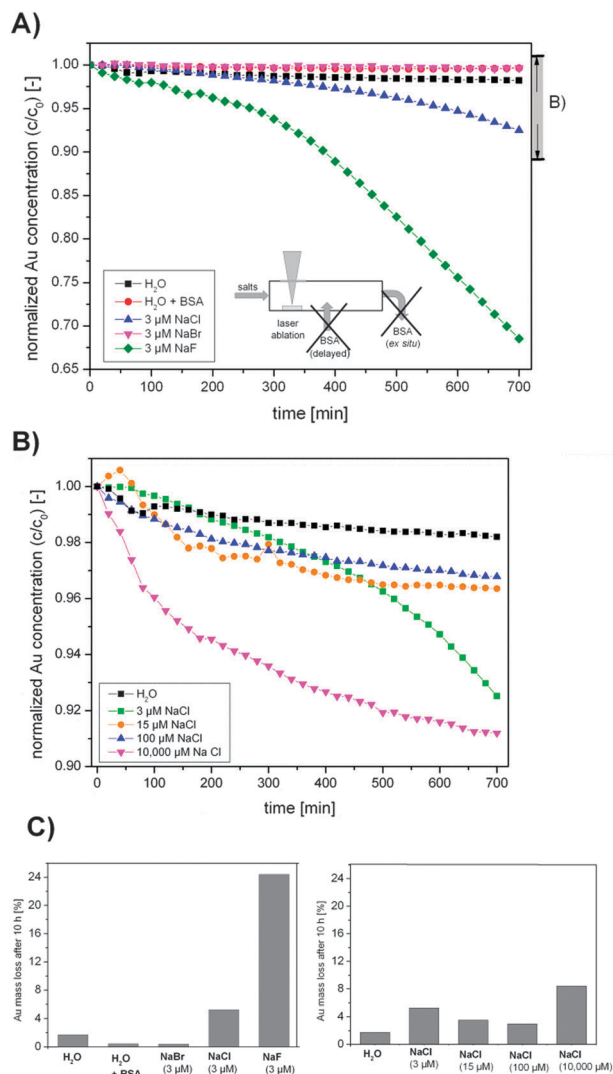 A)
normalized Au concentration (c/c₀) [-]
1.00
0.95
0.90
0.85
0.80
0.75
0.70
0.65
B)
H₂O
H₂O + BSA
3 µM NaCl
3 µM NaBr
3 µM NaF
salts
laser
ablation
BSA
(delayed)
BSA
(ex situ)
0 100 200 300 400 500 600 700
time [min]
B)
normalized Au concentration (c/c₀) [-]
1.00
0.98
0.96
0.94
0.92
0.90
H₂O
3 µM NaCl
15 µM NaCl
100 µM NaCl
10,000 µM Na Cl
0 100 200 300 400 500 600 700
time [min]
C)
Au mass loss after 10 h [%]
24
20
16
12
8
4
0
H₂O
H₂O
+ BSA
NaBr
(3 µM)
NaCl
(3 µM)
NaF
(3 µM)
Au mass loss after 10 h [%]
24
20
16
12
8
4
0
H₂O
NaCl
(3 µM)
NaCl
(15 µM)
NaCl
(100 µM)
NaCl
(10,000 µM)